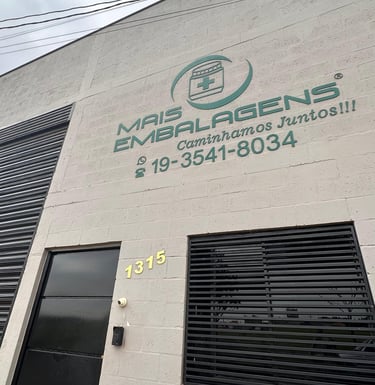 MAIS
EMBALAGENS®
Caminhamos Juntos!!!
19-3541-8034
1315